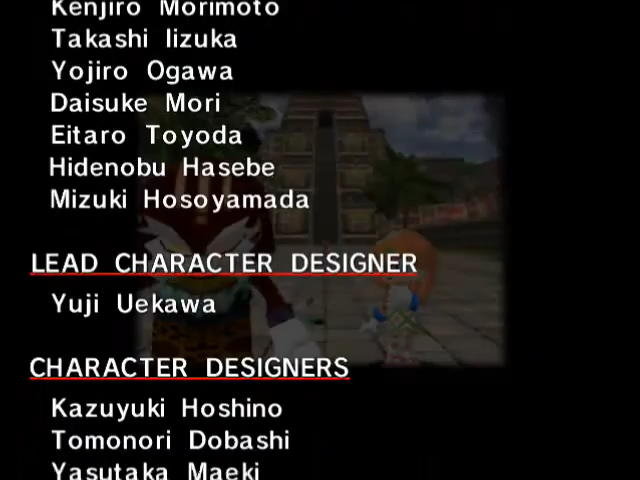 Kenjiro Morimoto
Takashi Iizuka
Yojiro Ogawa
Daisuke Mori
Eitaro Toyoda
Hidenobu Hasebe
Mizuki Hosoyamada
LEAD CHARACTER DESIGNER
Yuji Uekawa
CHARACTER DESIGNERS
Kazuyuki Hoshino
Tomonori Dobashi
Yasutaka Maeki